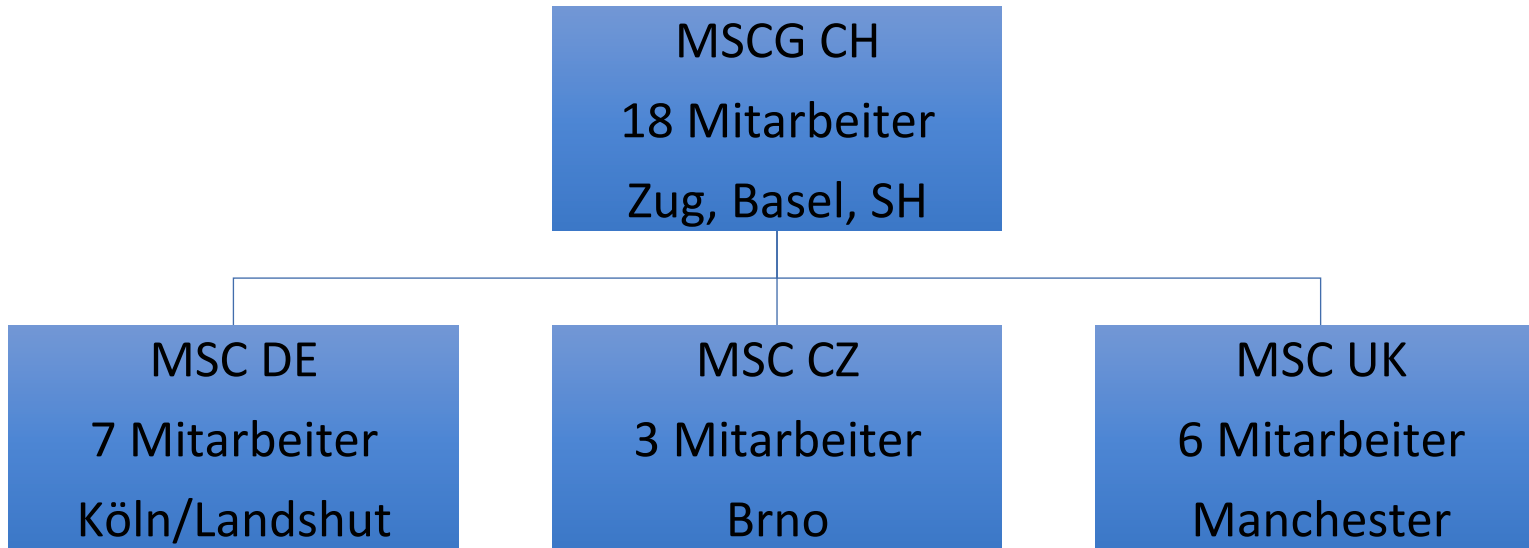 MSCG CH
18 Mitarbeiter
Zug, Basel, SH
MSC DE
7 Mitarbeiter
Köln/Landshut
MSC CZ
3 Mitarbeiter
Brno
MSC UK
6 Mitarbeiter
Manchester